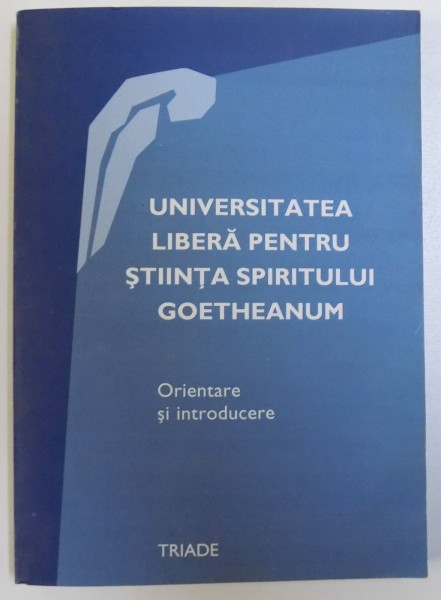 UNIVERSITATEA
LIBERĂ PENTRU
ŞTIINŢA SPIRITULUI
GOETHEANUM
Orientare
şi introducere
TRIADE